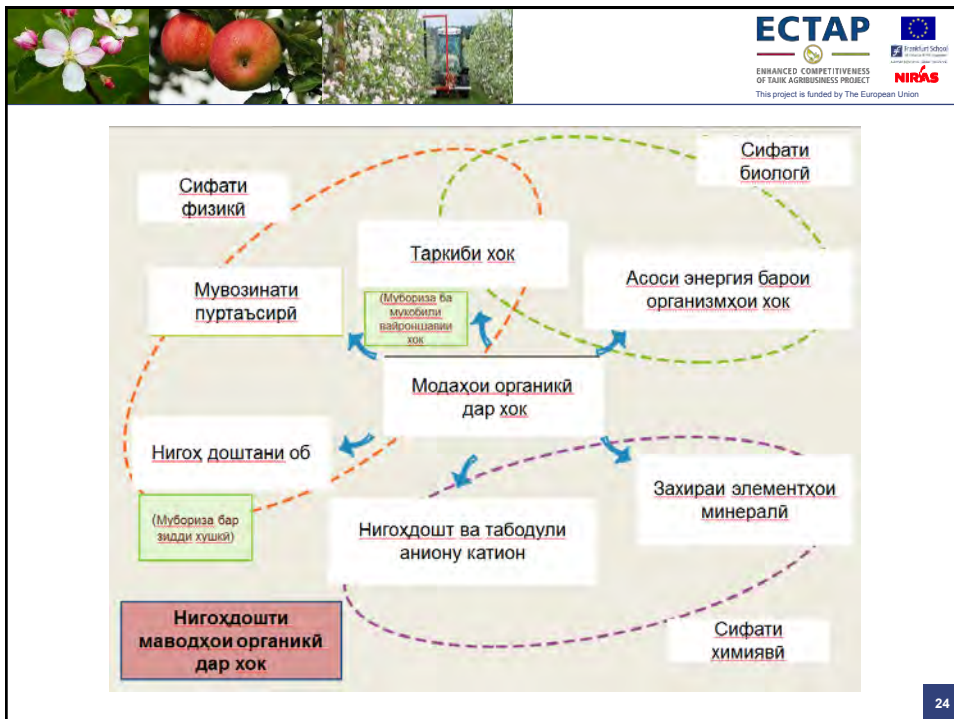 ECTAP
ENHANCED COMPETITIVENESS
OF TAJIK AGRIBUSINESS PROJECT
Frankfurt School
NIRAS
This project is funded by The European Union
Сифати
биологӣ
Сифати
физикӣ
Таркиби хок
Асоси энергия барои
организмҳои хок
Мувозинати
пуртаъсирӣ
(Мубориза ба
муқобили
вайроншавии
хок
Модаҳои органикӣ
дар хок
Нигоҳ доштани об
Захираи элементҳои
минералӣ
(Мубориза бар
зидди хушкӣ)
Нигоҳдошт ва табодули
аниону катион
Нигоҳдошти
маводҳои органикӣ
дар хок
Сифати
химиявӣ
24